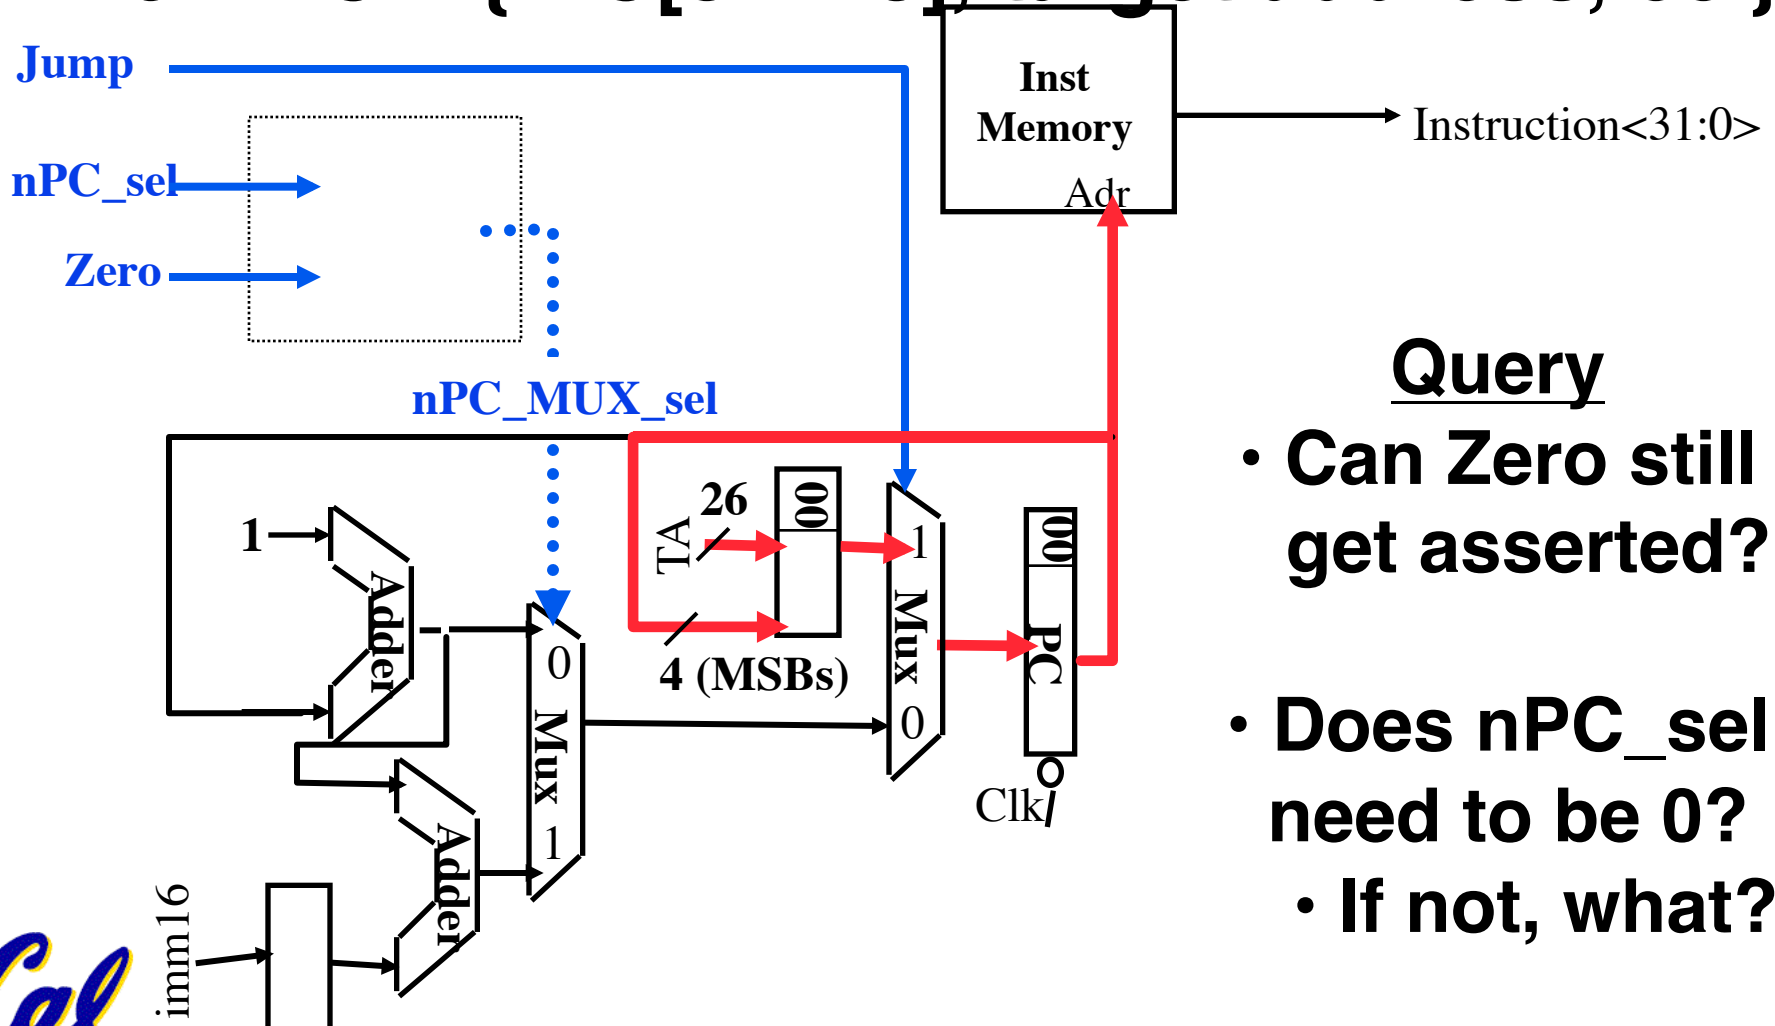 Jump
Inst
Memory
Adr
Instruction<31:0>
nPC_sel
Zero
nPC_MUX_sel
Query
• Can Zero still
get asserted?
• Does nPC_sel
need to be 0?
• If not, what?
1
Adder
0
Mux
1
TA
26
00
4 (MSBs)
1
Mux
0
00
PC
Clk
Adder
imm16
Cal